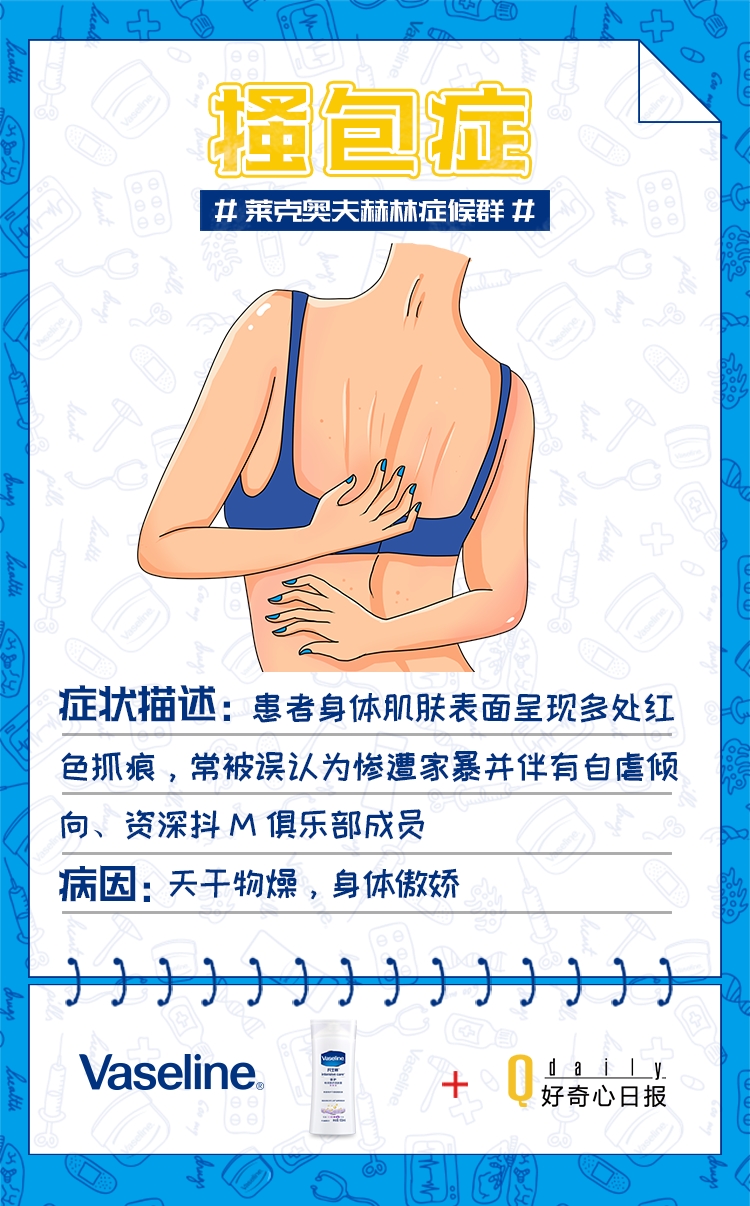 搔包症
# 莱克奥夫赫林症候群 #
症状描述：患者身体肌肤表面呈现多处红
色抓痕，常被误认为惨遭家暴并伴有自虐倾
向、资深抖 M 俱乐部成员
病因：天干物燥，身体傲娇
Vaseline®
Vaseline
+
Q daily
好奇心日报